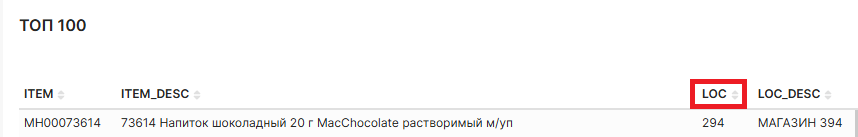 ТОП 100
ITEM ITEM_DESC LOC LOC_DESC
MH00073614 73614 Напиток шоколадный 20 г MacChocolate растворимый м/уп 294 МАГАЗИН 394